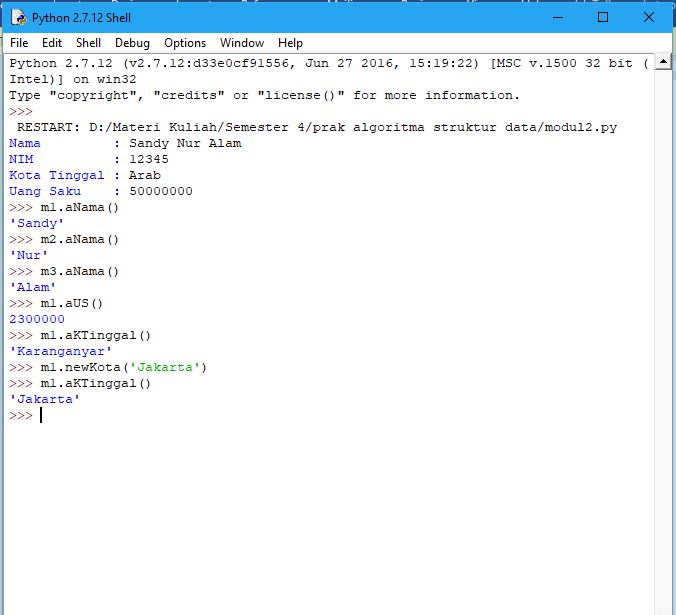 Python 2.7.12 Shell
File Edit Shell Debug Options Window Help
Python 2.7.12 (v2.7.12:d33e0cf91556, Jun 27 2016, 15:19:22) [MSC v.1500 32 bit (
Intel)] on win32
Type "copyright", "credits" or "license()" for more information.
>>>
 RESTART: D:/Materi Kuliah/Semester 4/prak algoritma struktur data/modul2.py
Nama         : Sandy Nur Alam
NIM          : 12345
Kota Tinggal : Arab
Uang Saku    : 50000000
>>> m1.aNama()
'Sandy'
>>> m2.aNama()
'Nur'
>>> m3.aNama()
'Alam'
>>> m1.aUS()
2300000
>>> m1.aKTinggal()
'Karanganyar'
>>> m1.newKota('Jakarta')
>>> m1.aKTinggal()
'Jakarta'
>>>